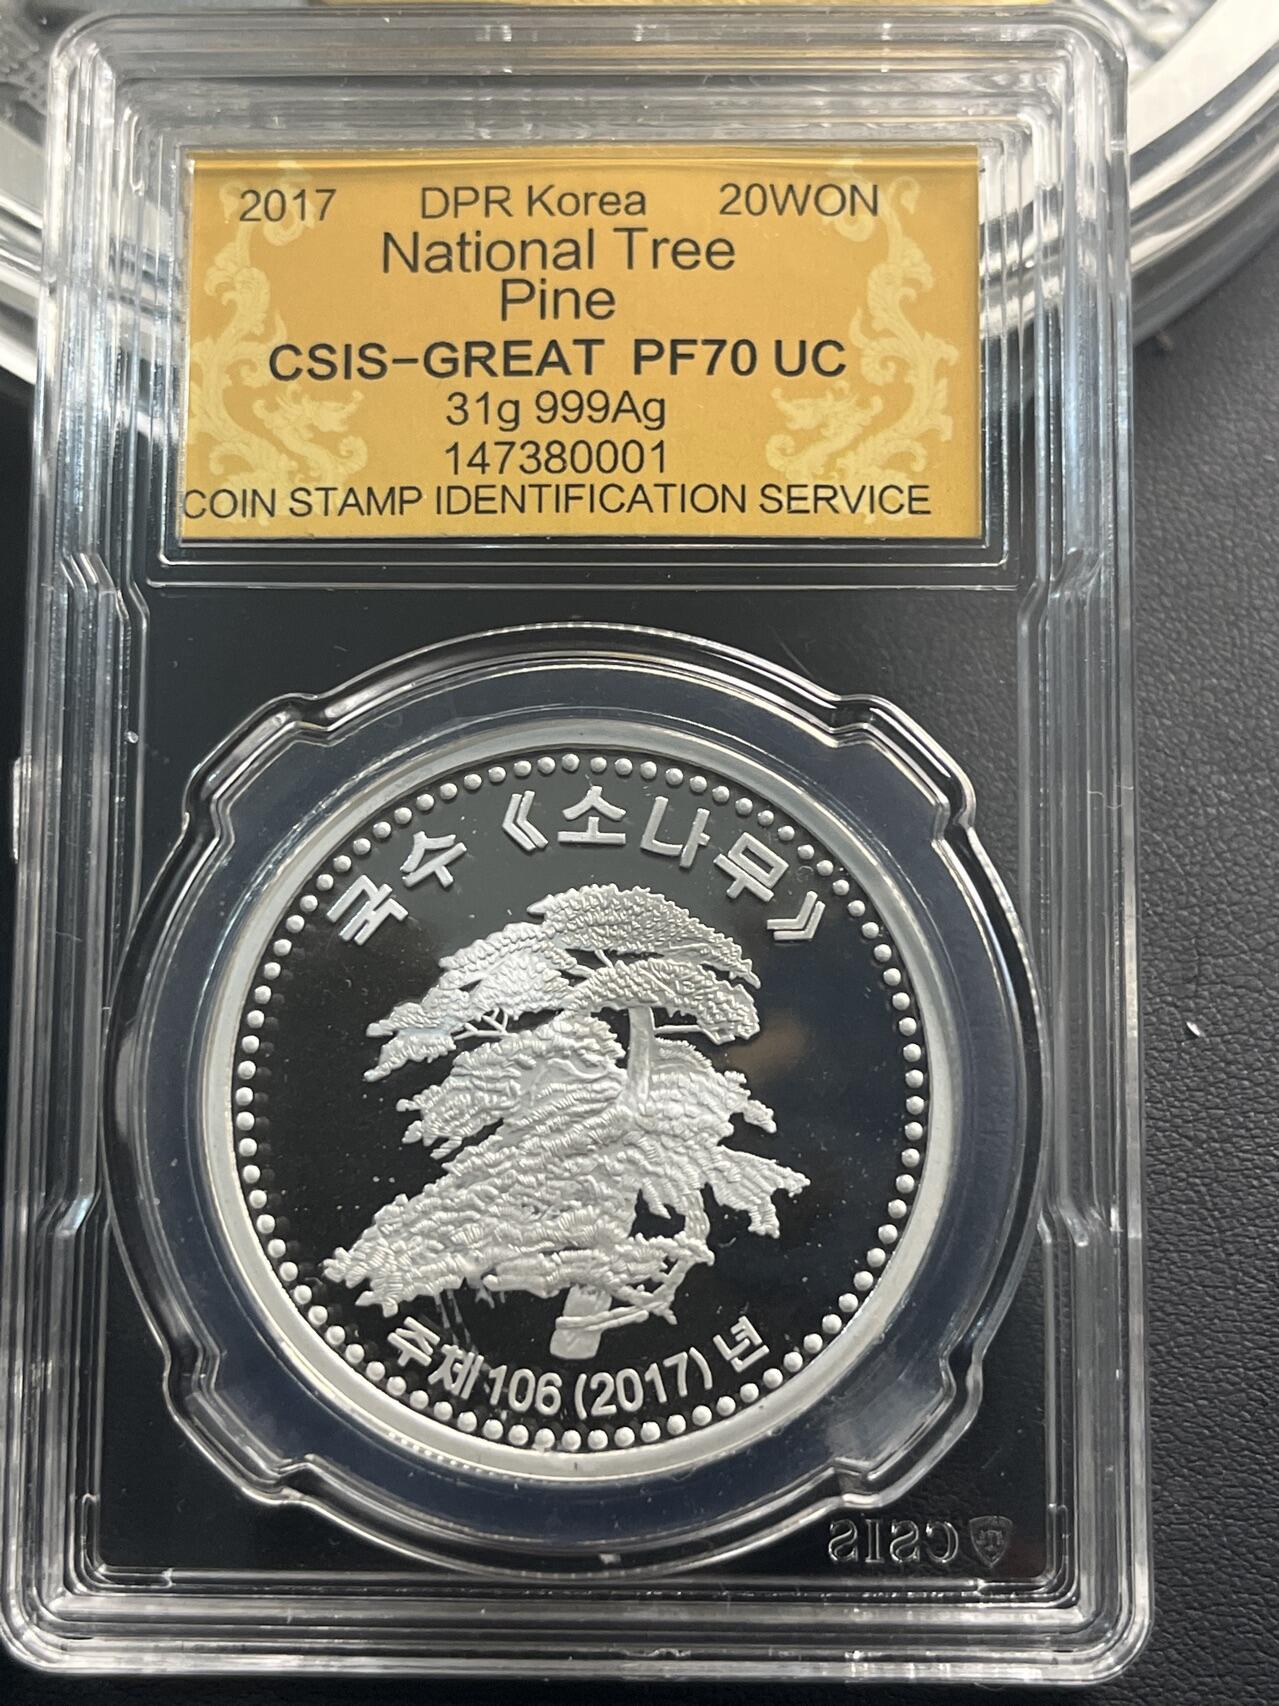 2017 DPR Korea 20WON
National Tree
Pine
CSIS-GREAT PF70 UC
31g 999Ag
147380001
COIN STAMP IDENTIFICATION SERVICE
국수《소나무》
주체106(2017)년
CSIS